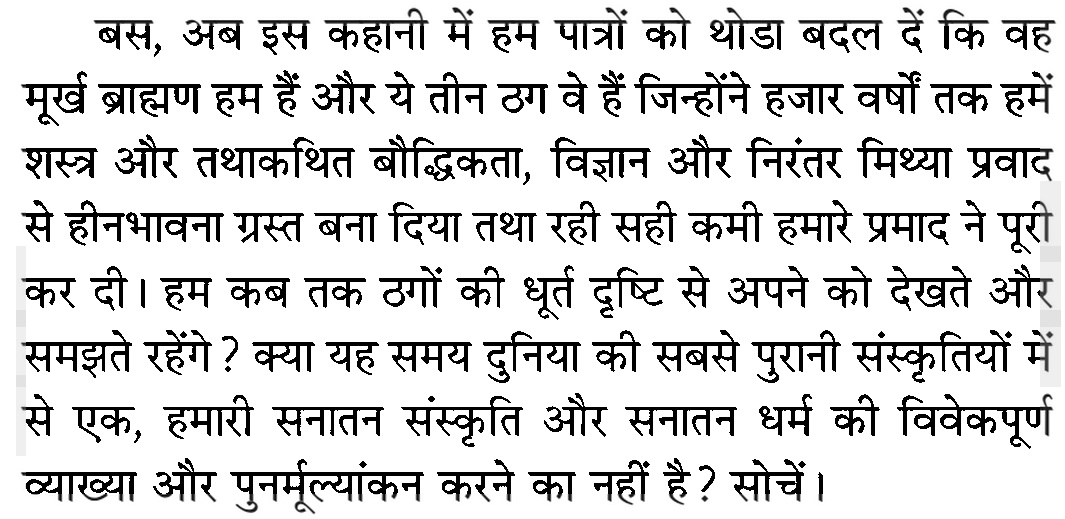 बस, अब इस कहानी में हम पात्रों को थोडा बदल दें कि वह
मूर्ख ब्राह्मण हम हैं और ये तीन ठग वे हैं जिन्होंने हजार वर्षों तक हमें
शस्त्र और तथाकथित बौद्धिकता, विज्ञान और निरंतर मिथ्या प्रवाद
से हीनभावना ग्रस्त बना दिया तथा रही सही कमी हमारे प्रमाद ने पूरी
कर दी। हम कब तक ठगों की धूर्त दृष्टि से अपने को देखते और
समझते रहेंगे? क्या यह समय दुनिया की सबसे पुरानी संस्कृतियों में
से एक, हमारी सनातन संस्कृति और सनातन धर्म की विवेकपूर्ण
व्याख्या और पुनर्मूल्यांकन करने का नहीं है? सोचें।